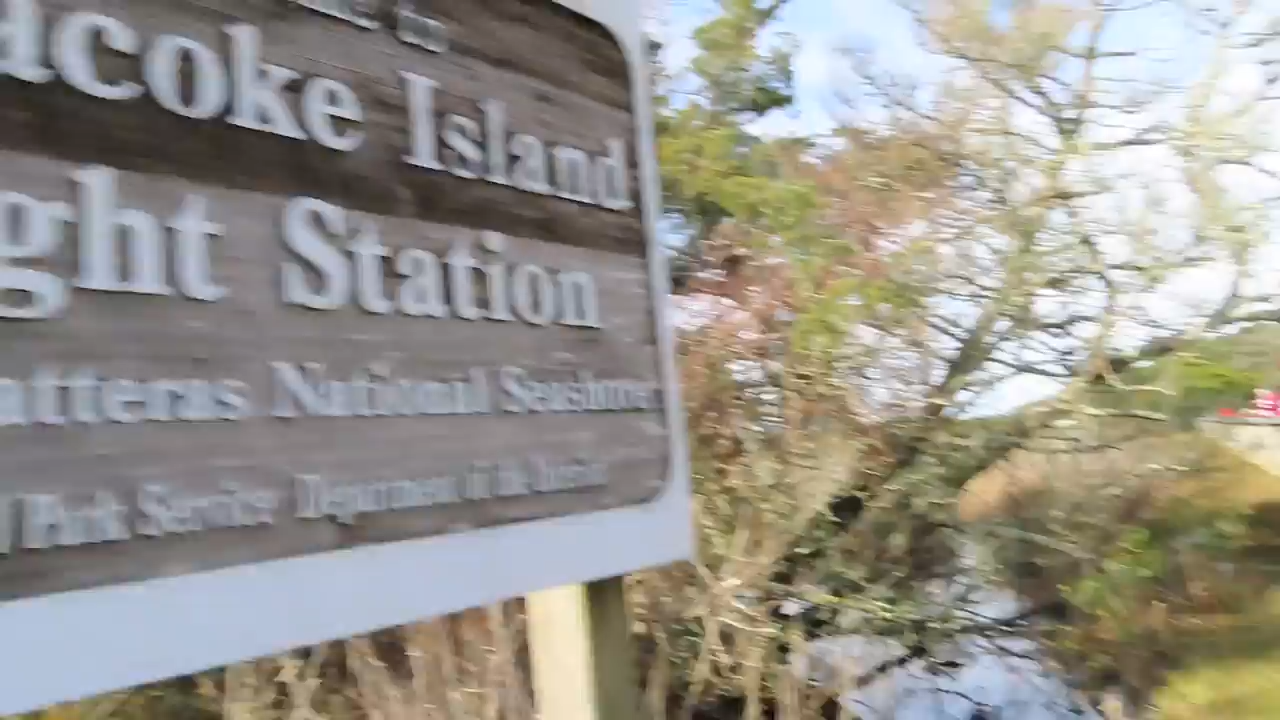 acoke Island
ght Station
atteras National Seashore
Park Service Department of the Interior